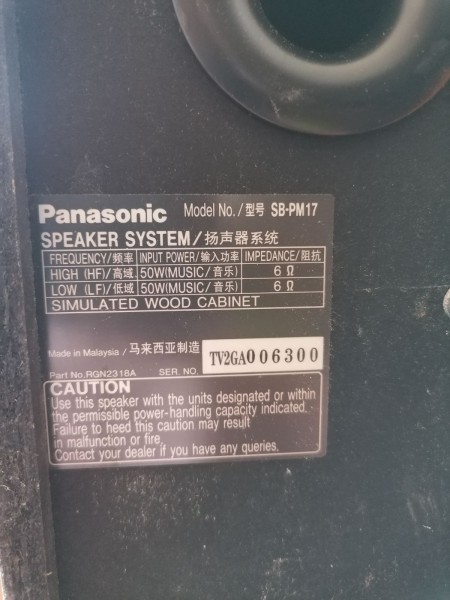 Panasonic Model No./型号 SB-PM17
SPEAKER SYSTEM/扬声器系统
FREQUENCY/频率 INPUT POWER/输入功率 IMPEDANCE/阻抗
HIGH (HF)/高域 50W(MUSIC/音乐) 6 Ω
LOW (LF)/低域 50W(MUSIC/音乐) 6 Ω
SIMULATED WOOD CABINET
Made in Malaysia /马来西亚制造 TV2GA006300
Part No.RGN2318A SER. NO.
CAUTION
Use this speaker with the units designated or within
the permissible power-handling capacity indicated.
Failure to heed this caution may result
in malfunction or fire.
Contact your dealer if you have any queries.